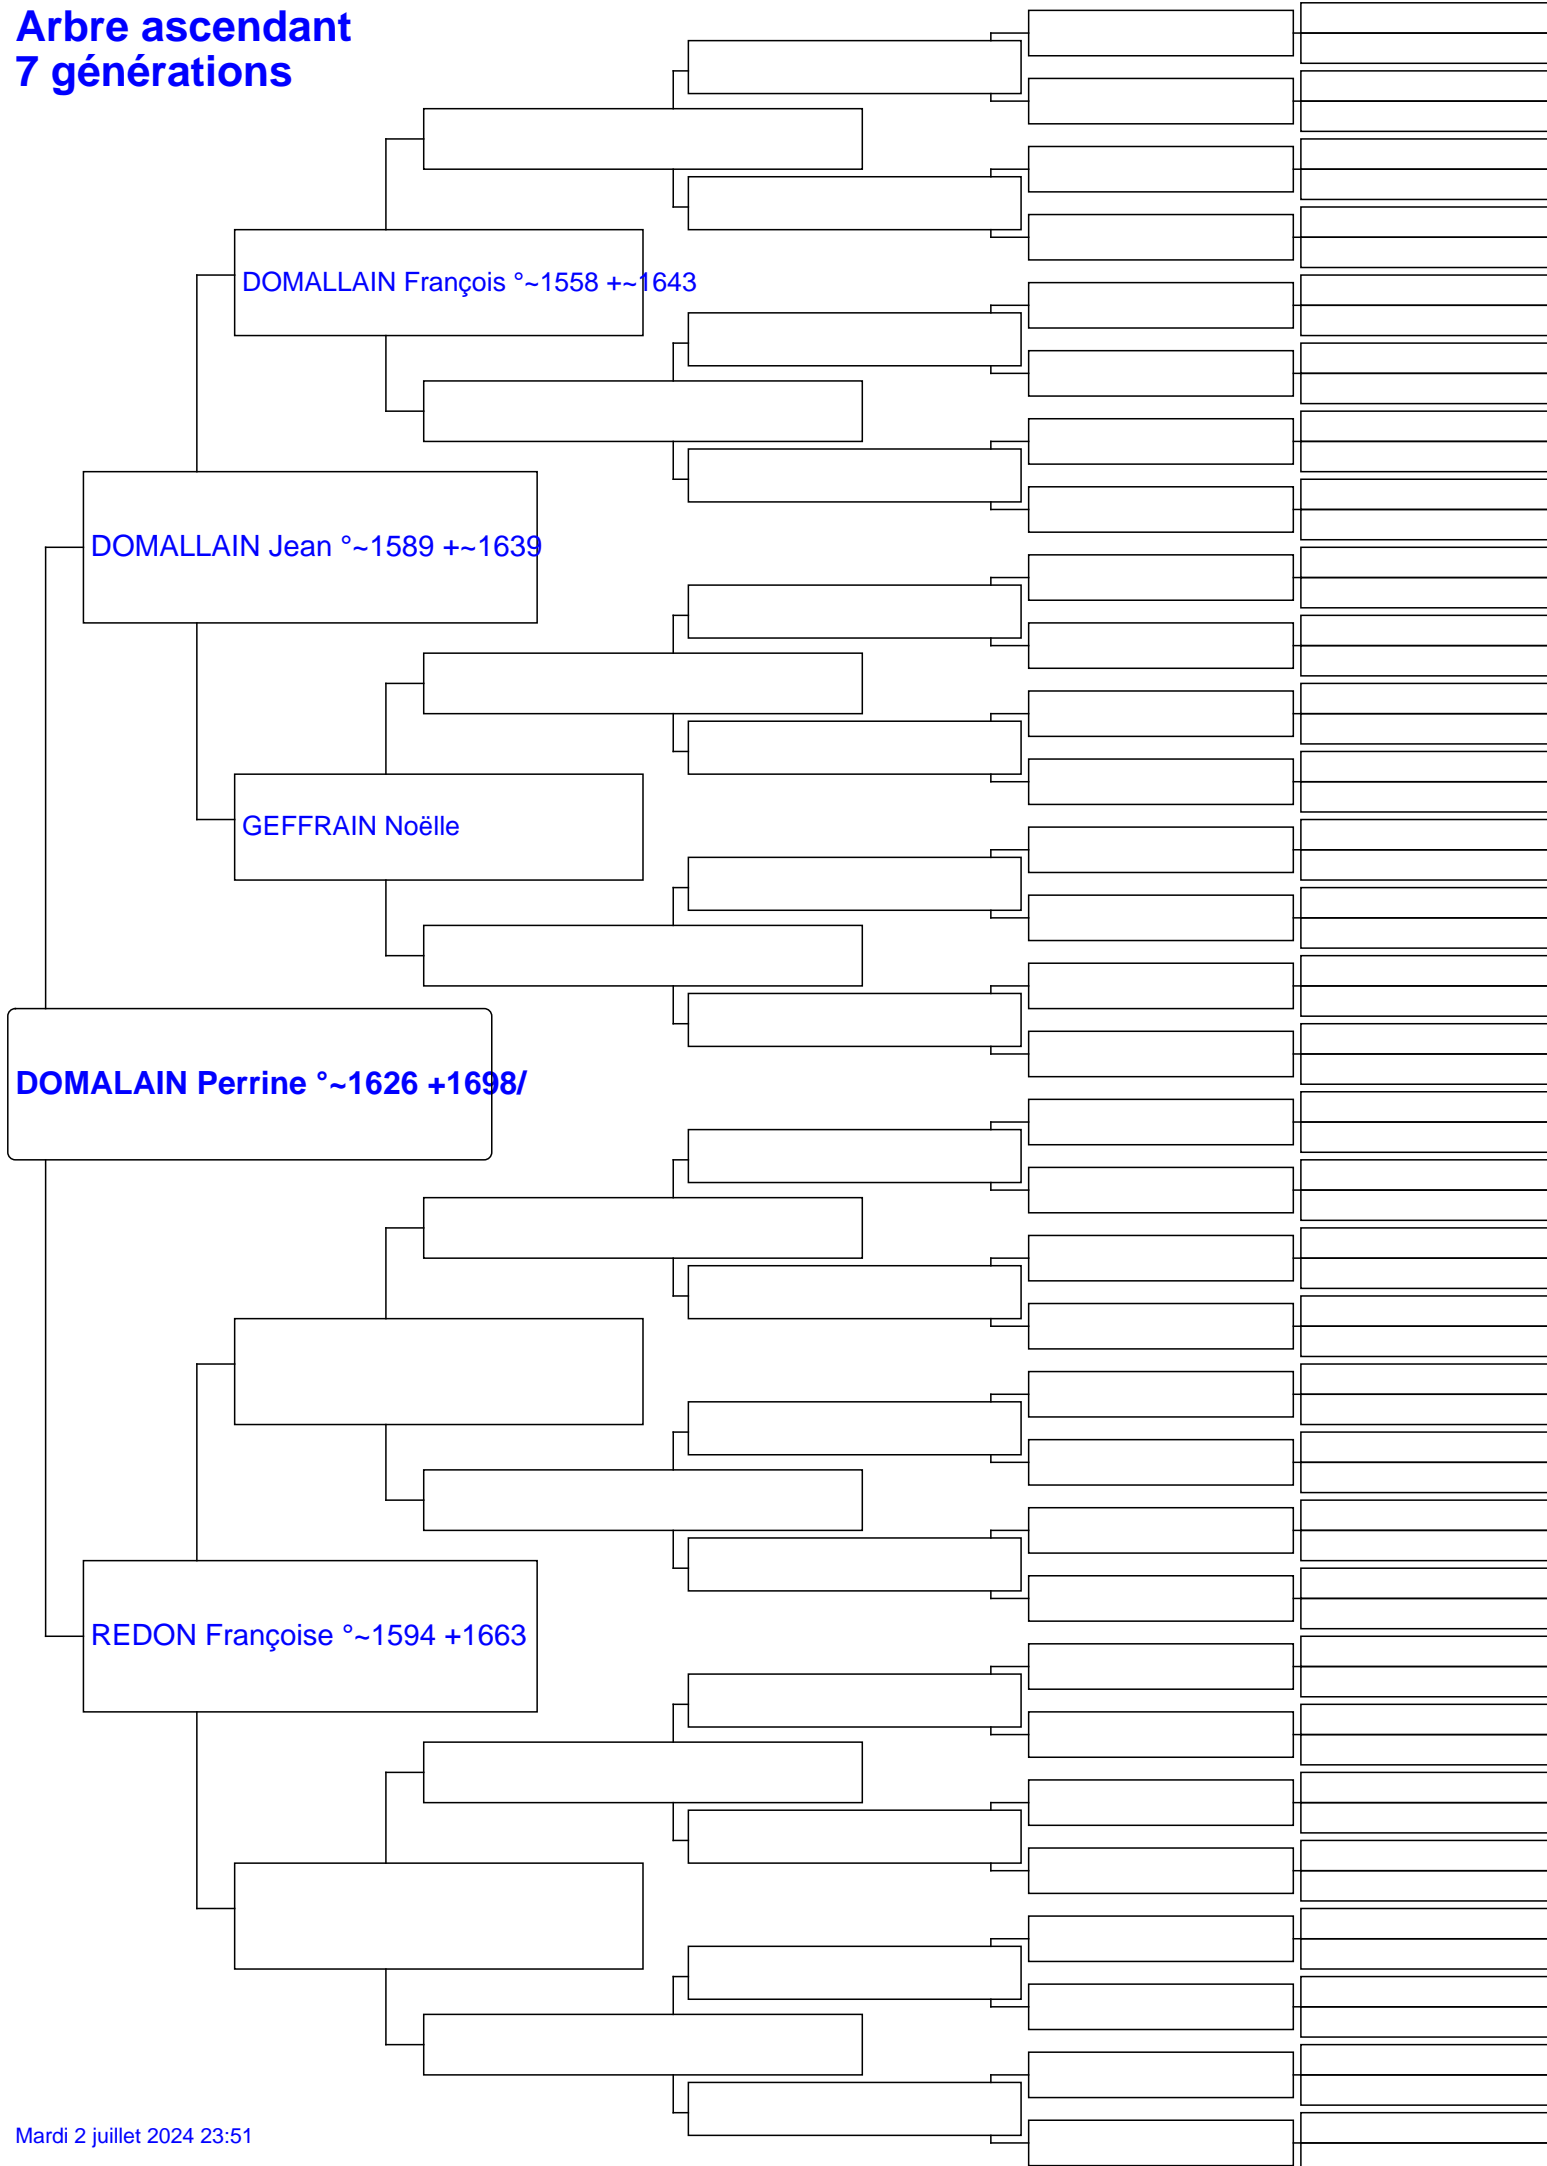 Arbre ascendant
7 générations
DOMALLAIN François °~1558 +~1643
DOMALLAIN Jean °~1589 +~1639
GEFFRAIN Noëlle
DOMALAIN Perrine °~1626 +1698/
REDON Françoise °~1594 +1663
Mardi 2 juillet 2024 23:51